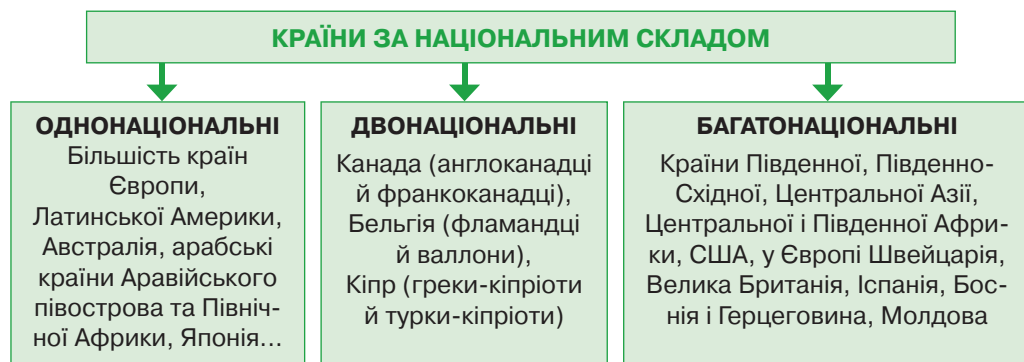 КРАЇНИ ЗА НАЦІОНАЛЬНИМ СКЛАДОМ
ОДНОНАЦІОНАЛЬНІ
Більшість країн
Європи,
Латинської Америки,
Австралія, арабські
країни Аравійського
півострова та Північ-
ної Африки, Японія...
ДВОНАЦІОНАЛЬНІ
Канада (англоканадці
й франкоканадці),
Бельгія (фламандці
й валлони),
Кіпр (греки-кіпріоти
й турки-кіпріоти)
БАГАТОНАЦІОНАЛЬНІ
Країни Південної, Південно-
Східної, Центральної Азії,
Центральної і Південної Афри-
ки, США, у Європі Швейцарія,
Велика Британія, Іспанія, Бос-
нія і Герцеговина, Молдова